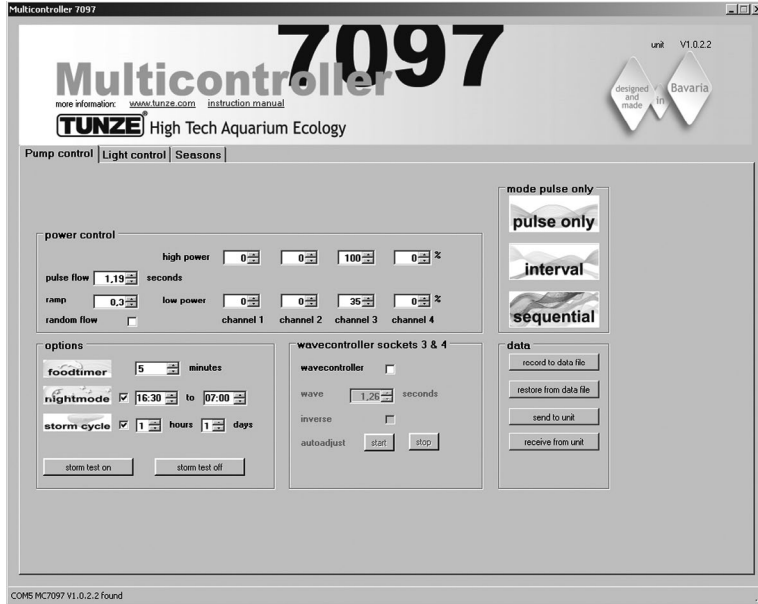 Multicontroller 7097
7097
unit V1.0.2.2
Multicontroller
designed and made
in
Bavaria
more information: www.tunze.com instruction manual
TUNZE® High Tech Aquarium Ecology
Pump control Light control Seasons
mode pulse only
pulse only
interval
sequential
power control
high power 0 0 100 0 %
pulse flow 1,19 seconds
ramp 0,3 low power 0 0 35 0 %
random flow channel 1 channel 2 channel 3 channel 4
options
foodtimer 5 minutes
nightmode 16:30 to 07:00
storm cycle 1 hours 1 days
storm test on storm test off
wavecontroller sockets 3 & 4
wavecontroller
wave 1,26 seconds
inverse
autoadjust start stop
data
record to data file
restore from data file
send to unit
receive from unit
COM5 MC7097 V1.0.2.2 found